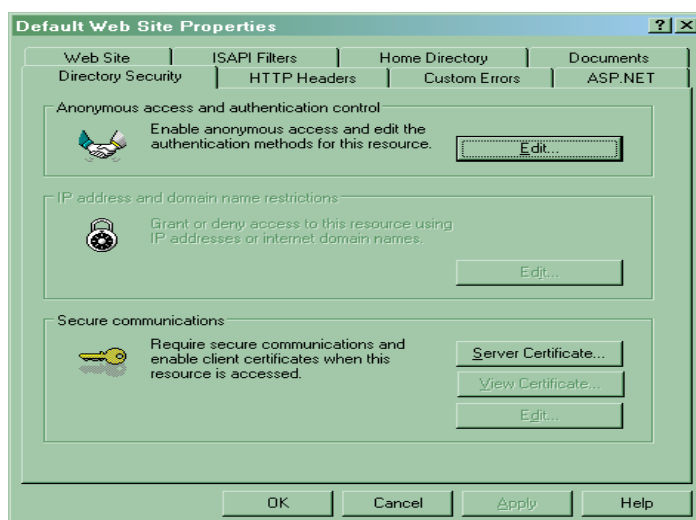 Default Web Site Properties
? ×
Web Site
ISAPI Filters
Home Directory
Documents
Directory Security
HTTP Headers
Custom Errors
ASP.NET
Anonymous access and authentication control
Enable anonymous access and edit the
authentication methods for this resource.
Edit...
IP address and domain name restrictions
Grant or deny access to this resource using
IP addresses or internet domain names.
Edit...
Secure communications
Require secure communications and
enable client certificates when this
resource is accessed.
Server Certificate...
View Certificate...
Edit...
OK
Cancel
Apply
Help